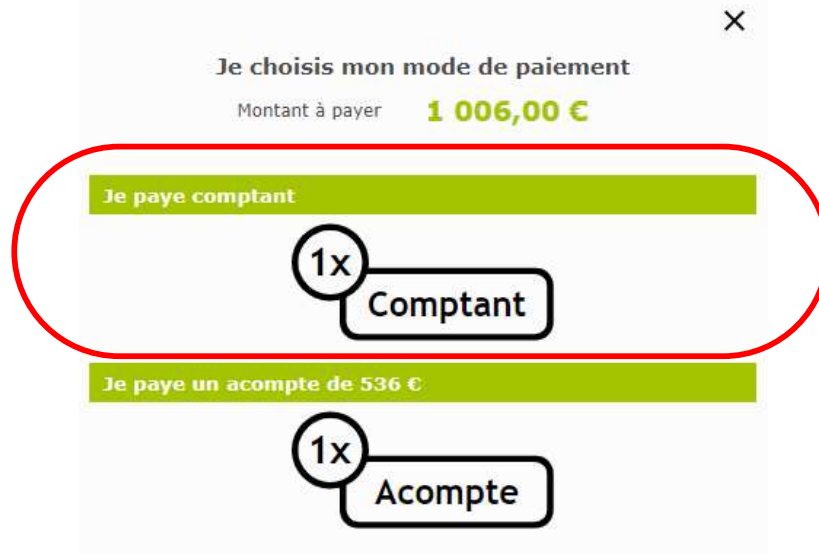 Je choisis mon mode de paiement
Montant à payer 1 006,00 €
Je paye comptant
1x
Comptant
Je paye un acompte de 536 €
1x
Acompte